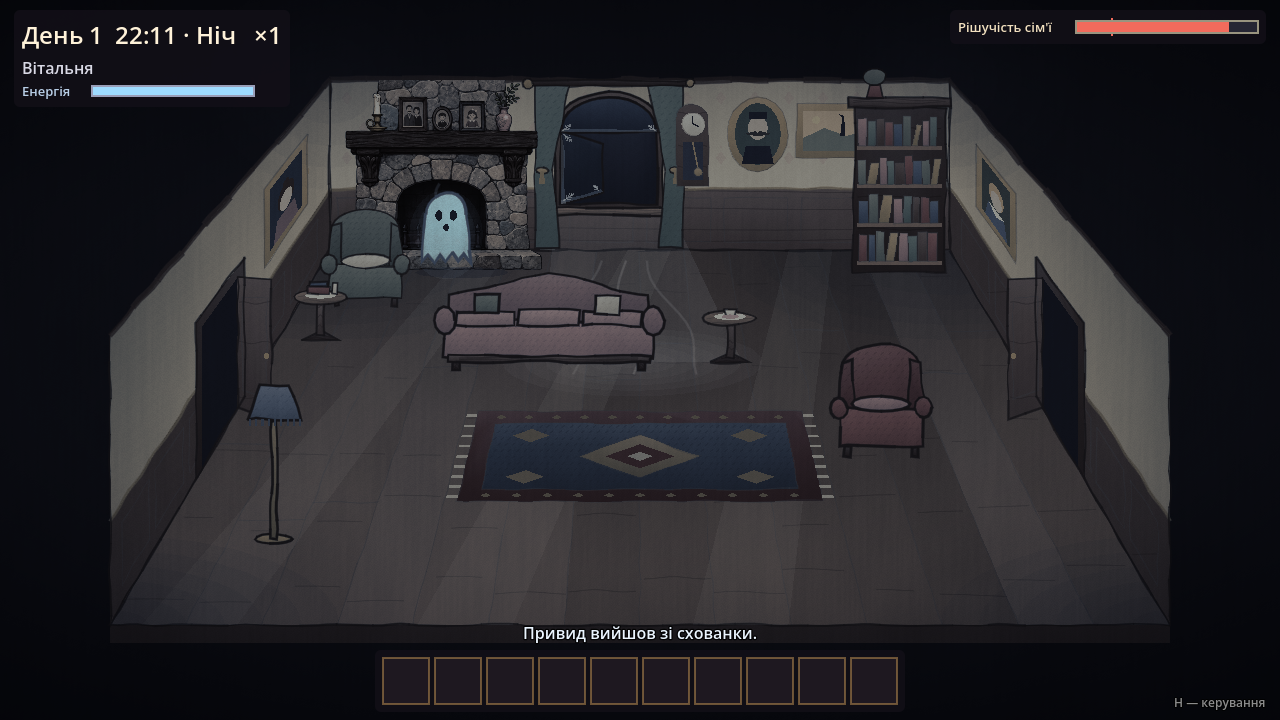 День 1 22:11 · Ніч ×1
Вітальня
Енергія
Рішучість сім'ї
Привид вийшов зі схованки.
H — керування